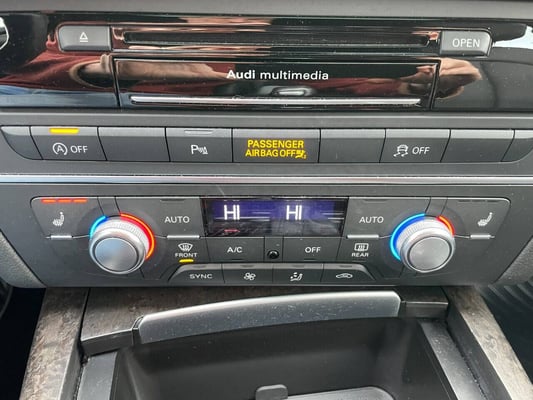 OPEN
Audi multimedia
A OFF
P
PASSENGER
AIRBAG OFF
OFF
AUTO
HI
HI
AUTO
FRONT
A/C
OFF
REAR
SYNC